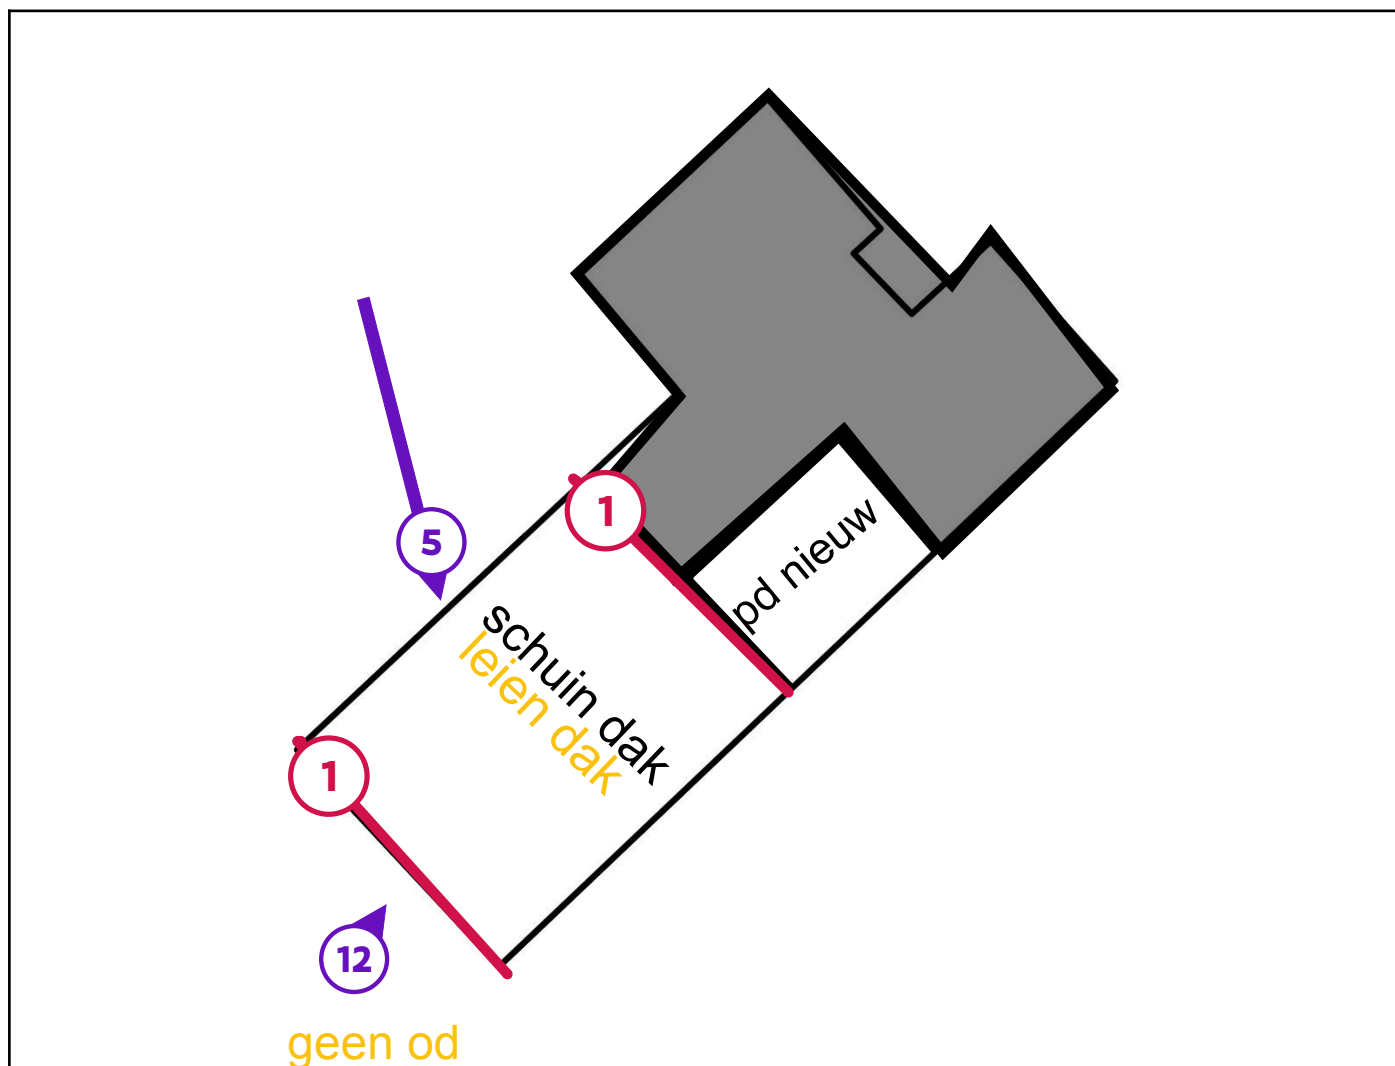 1
5
pd nieuw
schuin dak
leien dak
1
12
geen od